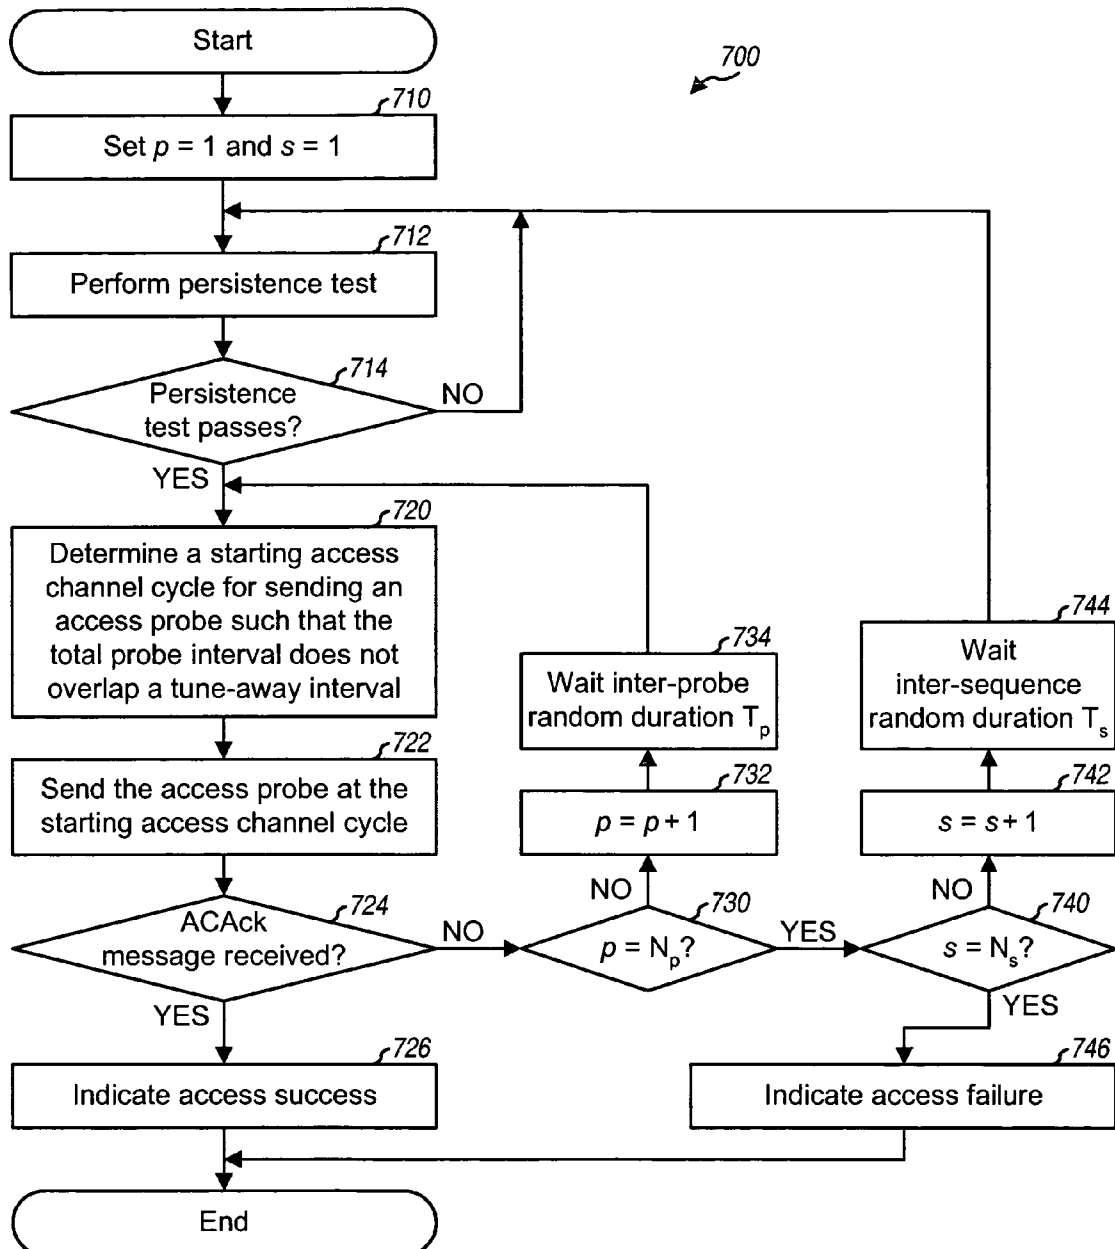 Start
700
710
Set p = 1 and s = 1
712
Perform persistence test
714
Persistence
test passes?
NO
YES
720
Determine a starting access
channel cycle for sending an
access probe such that the
total probe interval does not
overlap a tune-away interval
734
Wait inter-probe
random duration Tp
744
Wait
inter-sequence
random duration Ts
722
Send the access probe at the
starting access channel cycle
732
p = p + 1
742
s = s + 1
NO
NO
724
ACAck
message received?
NO
730
p = Np?
YES
740
s = Ns?
YES
YES
726
Indicate access success
746
Indicate access failure
End